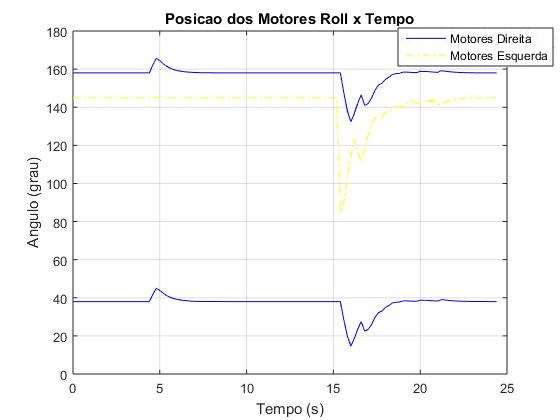 Posicao dos Motores Roll x Tempo
Motores Direita
Motores Esquerda
Angulo (grau)
180
160
140
120
100
80
60
40
20
0
0 5 10 15 20 25
Tempo (s)